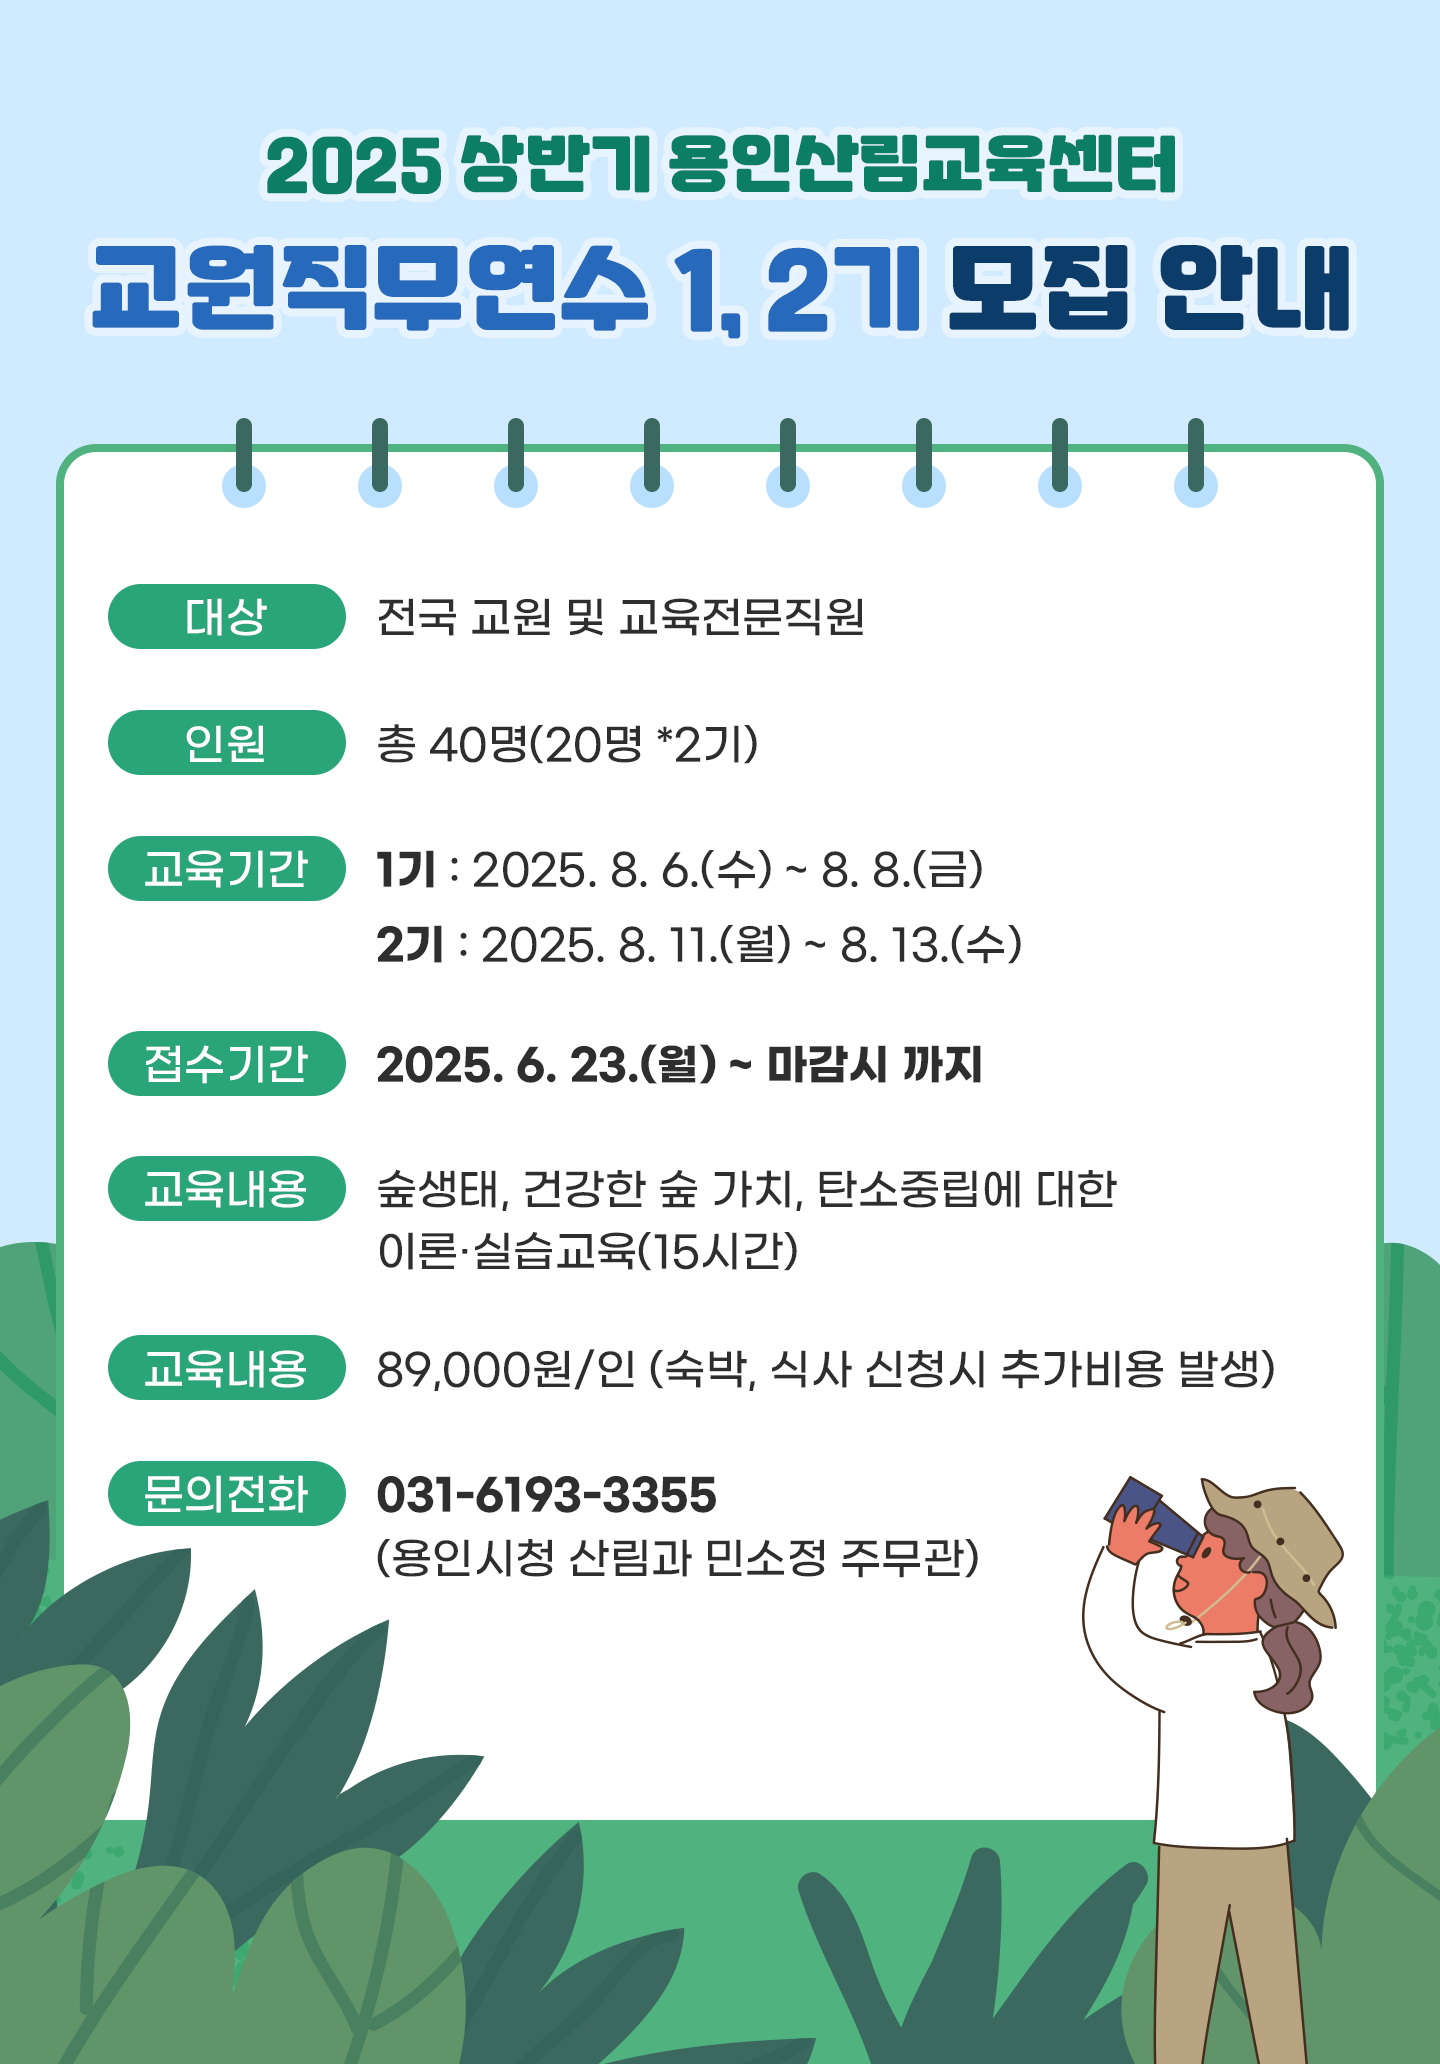 2025 상반기 용인산림교육센터
교원직무연수 1, 2기 모집 안내
대상 전국 교원 및 교육전문직원
인원 총 40명(20명 *2기)
교육기간 1기 : 2025. 8. 6.(수) ~ 8. 8.(금)
2기 : 2025. 8. 11.(월) ~ 8. 13.(수)
접수기간 2025. 6. 23.(월) ~ 마감시 까지
교육내용 숲생태, 건강한 숲 가치, 탄소중립에 대한
이론·실습교육(15시간)
교육내용 89,000원/인 (숙박, 식사 신청시 추가비용 발생)
문의전화 031-6193-3355
(용인시청 산림과 민소정 주무관)